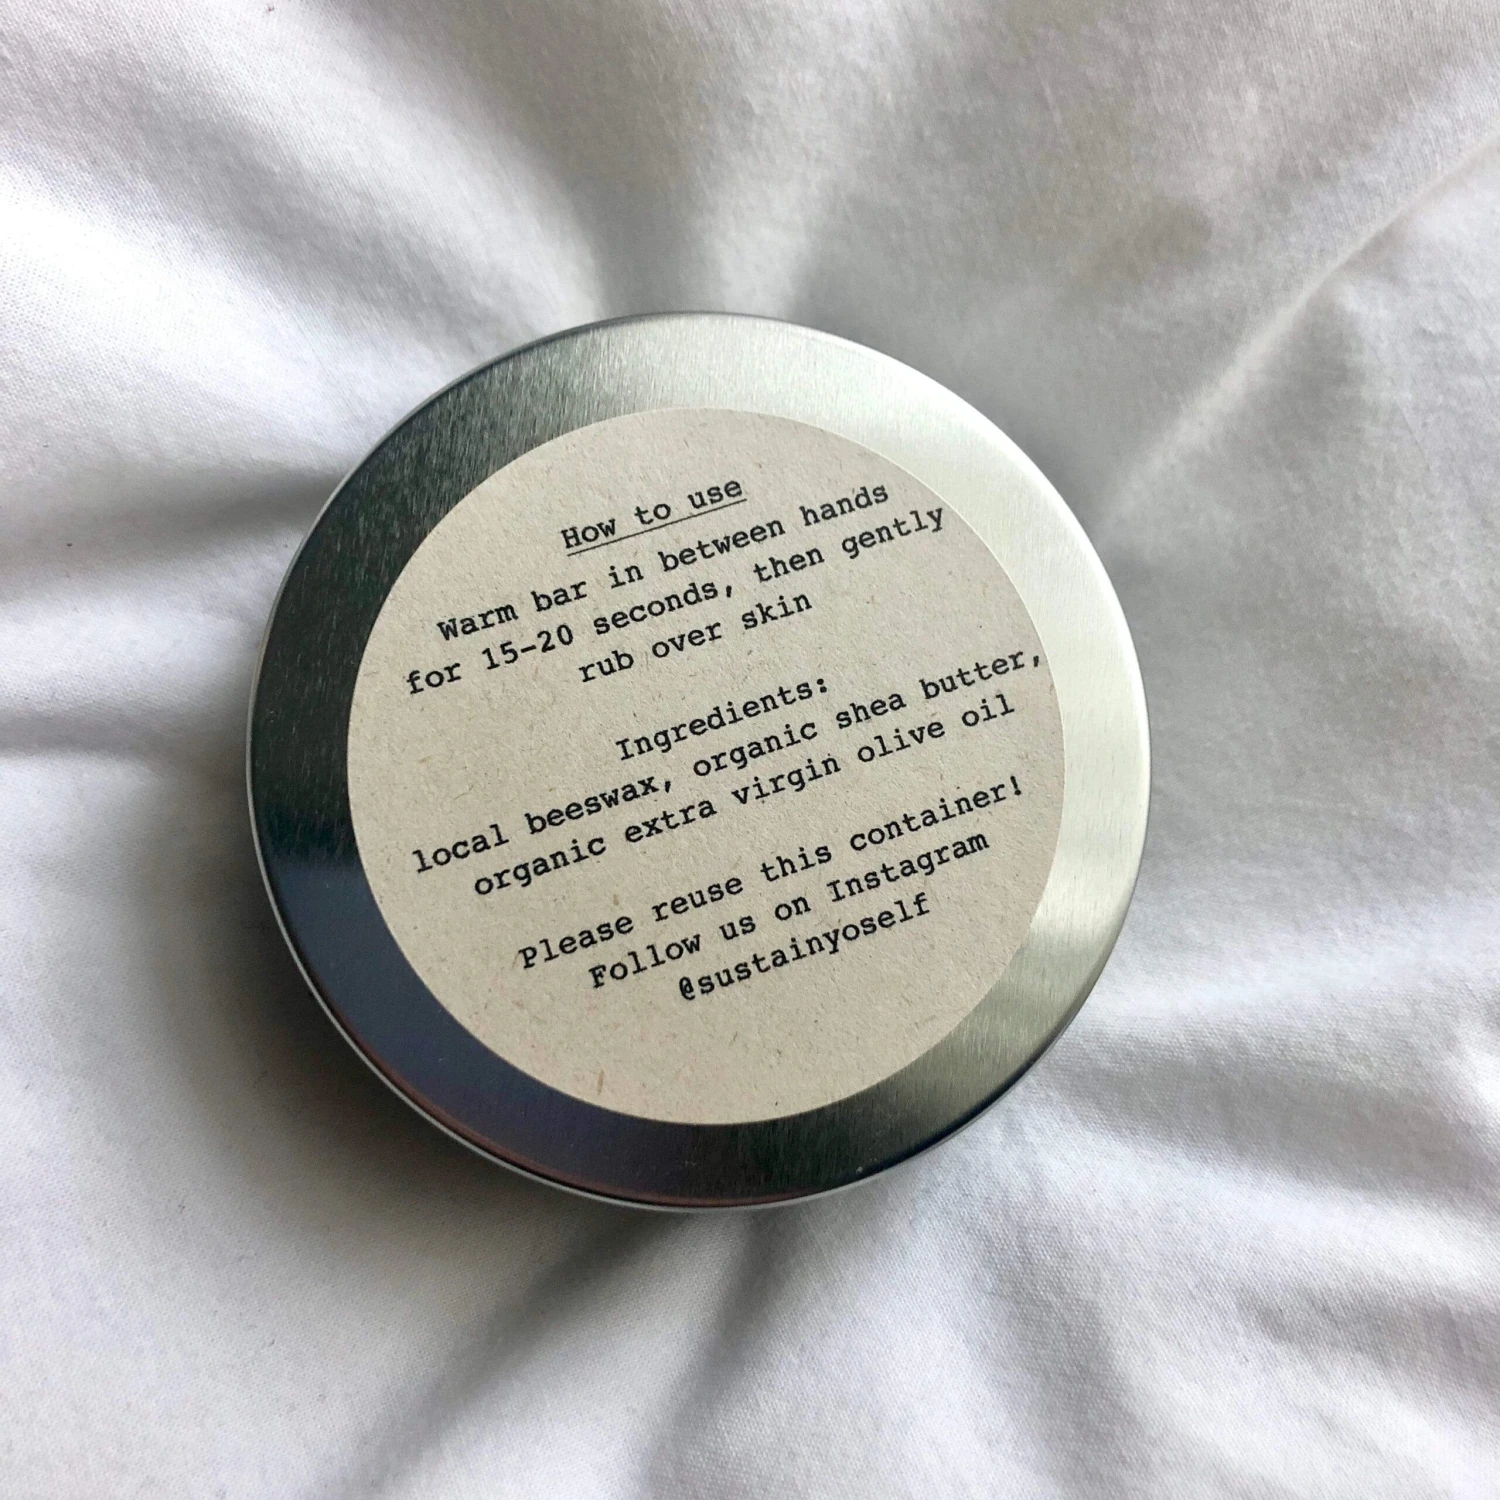 How to use
Warm bar in between hands
for 15-20 seconds, then gently
rub over skin
Ingredients:
local beeswax, organic shea butter,
organic extra virgin olive oil
Please reuse this container!
Follow us on Instagram
@sustainyoself